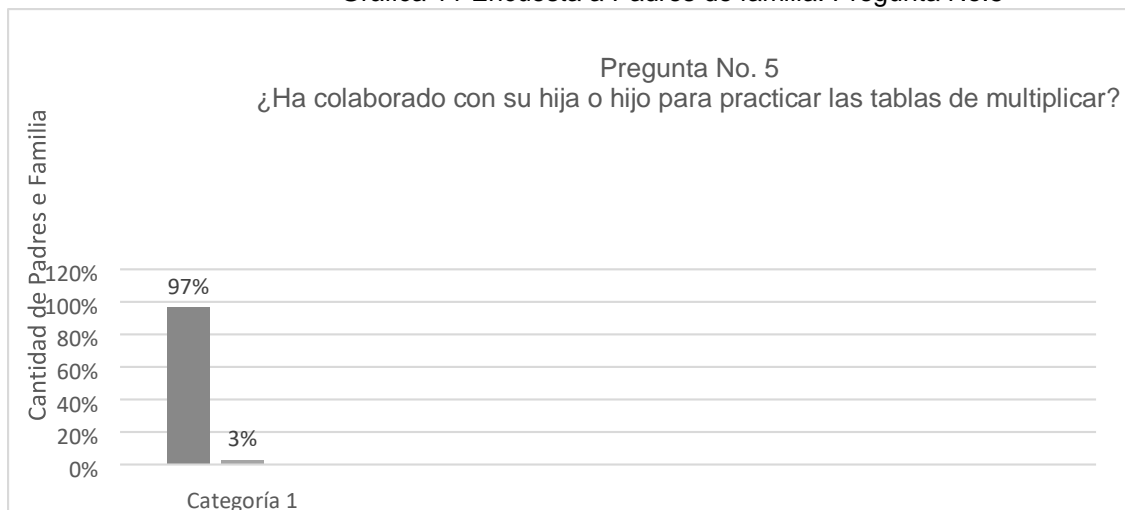 Pregunta No. 5
¿Ha colaborado con su hija o hijo para practicar las tablas de multiplicar?
Cantidad de Padres e Familia
120%
100%
80%
60%
40%
20%
0%
97%
3%
Categoría 1